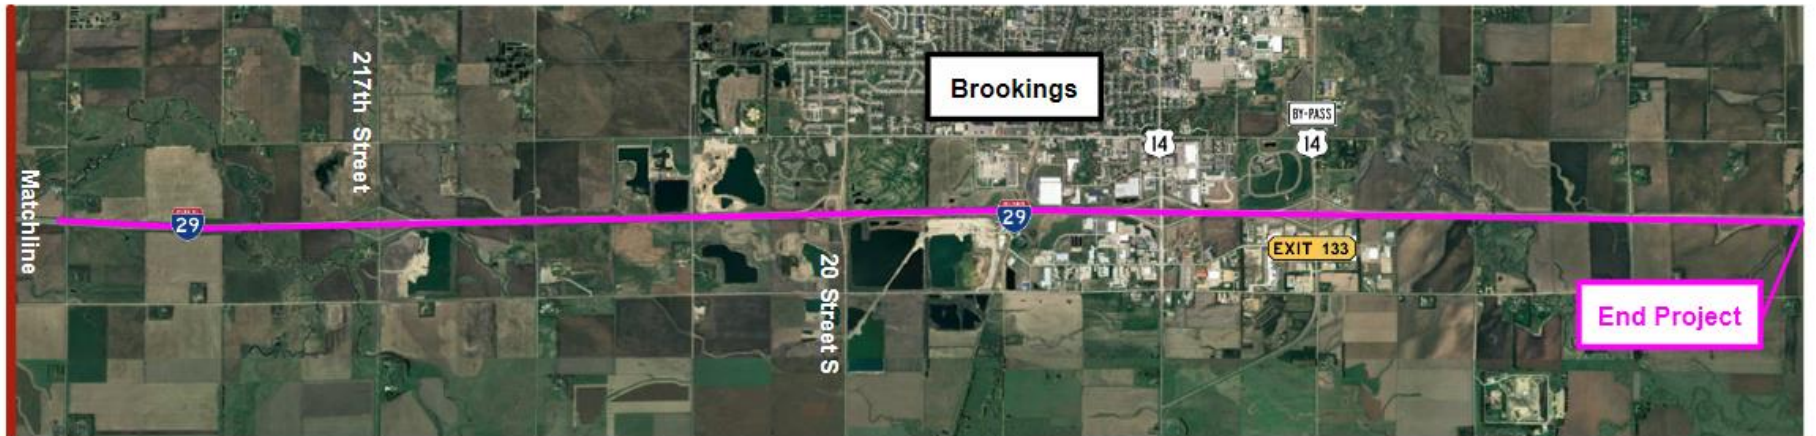 Matchline
29
217th Street
20 Street S
Brookings
29
14
BY-PASS
14
EXIT 133
End Project